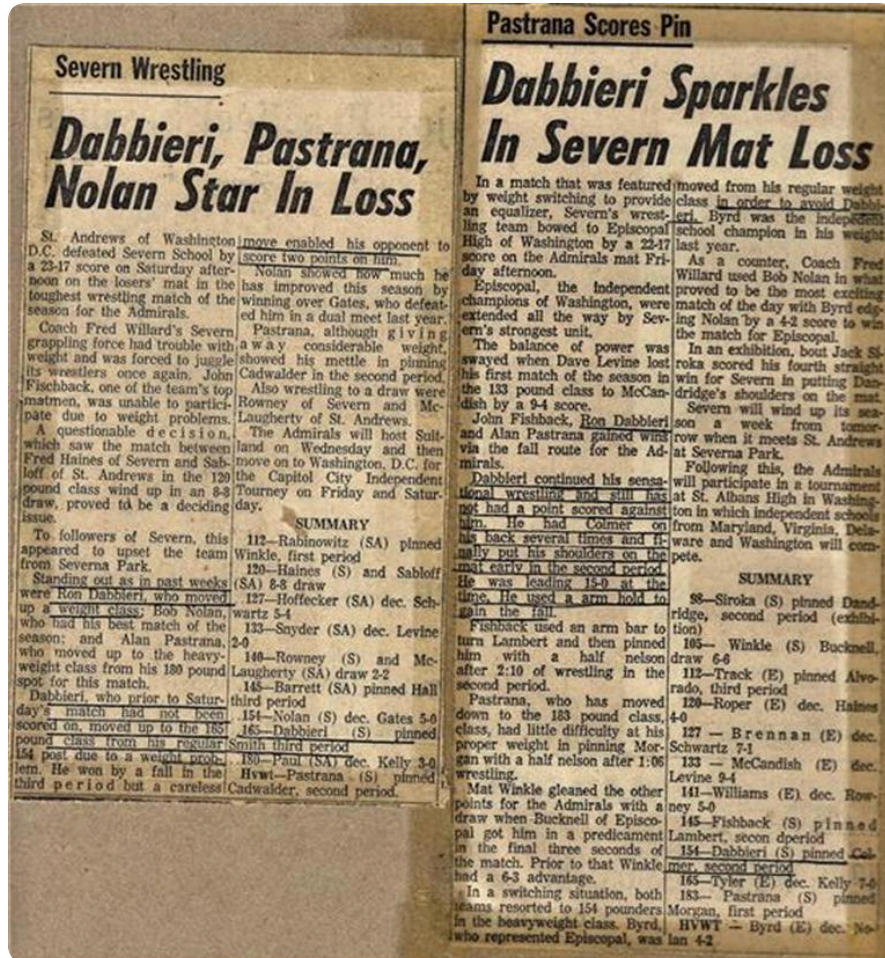 Severn Wrestling
Dabbieri, Pastrana,
Nolan Star In Loss
St. Andrews of Washington
D.C. defeated Severn School by
a 23-17 score on Saturday after-
noon on the losers' mat in the
toughest wrestling match of the
season for the Admirals.
Coach Fred Willard's Severn
grappling force had trouble with
weight and was forced to juggle
its wrestlers once again. John
Fischback, one of the team's top
matmen, was unable to partici-
pate due to weight problems.
A questionable decision,
which saw the match between
Fred Haines of Severn and Sab-
loff of St. Andrews in the 120
pound class wind up in an 8-8
draw, proved to be a deciding
issue.
To followers of Severn, this
appeared to upset the team
from Severna Park.
Standing out as in past weeks
were Ron Dabbieri, who moved
up a weight class; Bob Nolan,
who had his best match of the
season; and Alan Pastrana,
who moved up to the heavy-
weight class from his 180 pound
spot for this match.
Dabbieri, who prior to Satur-
day's match had not been
scored on, moved up to the 165
pound class from his regular
154 post due to a weight prob-
lem. He won by a fall in the
third period but a careless
move enabled his opponent to
score two points on him.
Nolan showed how much he
has improved this season by
winning over Gates, who defeat-
ed him in a dual meet last year.
Pastrana, although giving
away considerable weight,
showed his mettle in pinning
Cadwalder in the second period.
Also wrestling to a draw were
Rowney of Severn and Mc-
Laugherty of St. Andrews.
The Admirals will host Suit-
land on Wednesday and then
move on to Washington, D.C. for
the Capitol City Independent
Tourney on Friday and Satur-
day.
SUMMARY
112—Rabinowitz (SA) pinned
Winkle, first period
120—Haines (S) and Sabloff
(SA) 8-8 draw
127—Hoffecker (SA) dec. Sch-
wartz 5-4
133—Snyder (SA) dec. Levine
2-0
140—Rowney (S) and Mc-
Laugherty (SA) draw 2-2
145—Barrett (SA) pinned Hall
third period
154—Nolan (S) dec. Gates 5-0
165—Dabbieri (S) pinned
Smith third period
180—Paul (SA) dec. Kelly 3-0
Hvwt—Pastrana (S) pinned
Cadwalder, second period.
Pastrana Scores Pin
Dabbieri Sparkles
In Severn Mat Loss
In a match that was featured
by weight switching to provide
an equalizer, Severn's wrest-
ling team bowed to Episcopal
High of Washington by a 22-17
score on the Admirals mat Fri-
day afternoon.
Episcopal, the independent
champions of Washington, were
extended all the way by Sev-
ern's strongest unit.
The balance of power was
swayed when Dave Levine lost
his first match of the season in
the 133 pound class to McCan-
dish by a 9-4 score.
John Fishback, Ron Dabbieri
and Alan Pastrana gained wins
via the fall route for the Ad-
mirals.
Dabbieri continued his sensa-
tional wrestling and still has
not had a point scored against
him. He had Colmer on
his back several times and fi-
nally put his shoulders on the
mat early in the second period.
He was leading 15-0 at the
time. He used a arm hold to
gain the fall.
Fishback used an arm bar to
turn Lambert and then pinned
him with a half nelson
after 2:10 of wrestling in the
second period.
Pastrana, who has moved
down to the 183 pound class,
class, had little difficulty at his
proper weight in pinning Mor-
gan with a half nelson after 1:06
wrestling.
Mat Winkle gleaned the other
points for the Admirals with a
draw when Bucknell of Episco-
pal got him in a predicament
in the final three seconds of
the match. Prior to that Winkle
had a 6-3 advantage.
In a switching situation, both
teams resorted to 154 pounders
in the heavyweight class. Byrd,
who represented Episcopal, was
moved from his regular weight
class in order to avoid Dabbi-
eri. Byrd was the independent
school champion in his weight
last year.
As a counter, Coach Fred
Willard used Bob Nolan in what
proved to be the most exciting
match of the day with Byrd edg-
ing Nolan by a 4-2 score to win
the match for Episcopal.
In an exhibition, bout Jack Si-
roka scored his fourth straight
win for Severn in putting Dan-
dridge's shoulders on the mat.
Severn will wind up its sea-
son a week from tomor-
row when it meets St. Andrews
at Severna Park.
Following this, the Admirals
will participate in a tournament
at St. Albans High in Washing-
ton in which independent schools
from Maryland, Virginia, Dela-
ware and Washington will com-
pete.
SUMMARY
98—Siroka (S) pinned Dand-
ridge, second period (exhibi-
tion)
105— Winkle (S) Bucknell,
draw 6-6
112—Track (E) pinned Alvo-
rado, third period
120—Roper (E) dec. Haines
4-0
127 — Brennan (E) dec.
Schwartz 7-1
133 — McCandish (E) dec.
Levine 9-4
141—Williams (E) dec. Row-
ney 5-0
145—Fishback (S) pinned
Lambert, secon dperiod
154—Dabbieri (S) pinned Col-
mer, second period
165—Tyler (E) dec. Kelly 7-0
183— Pastrana (S) pinned
Morgan, first period
HVWT — Byrd (E) dec. No-
lan 4-2